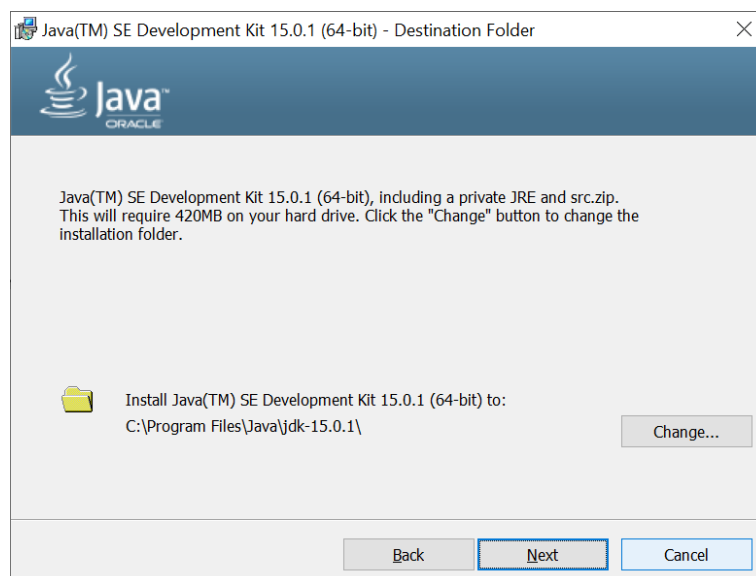 Java(TM) SE Development Kit 15.0.1 (64-bit) - Destination Folder
Java™
ORACLE
Java(TM) SE Development Kit 15.0.1 (64-bit), including a private JRE and src.zip.
This will require 420MB on your hard drive. Click the "Change" button to change the
installation folder.
Install Java(TM) SE Development Kit 15.0.1 (64-bit) to:
C:\Program Files\Java\jdk-15.0.1\
Change...
Back Next Cancel